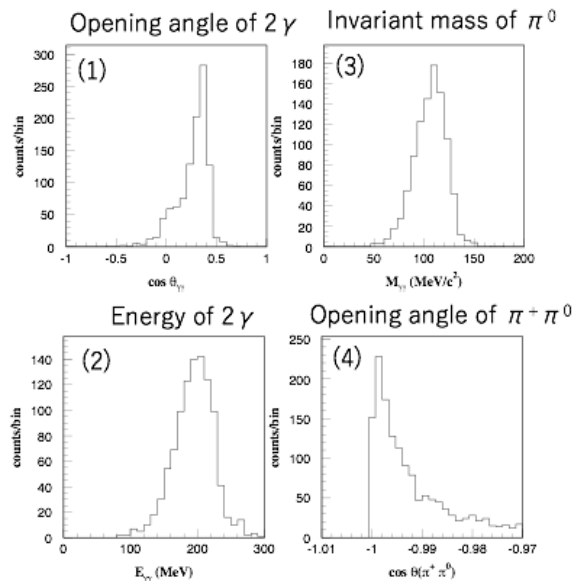 Opening angle of 2γ
Invariant mass of π⁰
(1)
(3)
counts/bin
300
250
200
150
100
50
0
-1 -0.5 0 0.5 1
cos θγγ
counts/bin
180
160
140
120
100
80
60
40
20
0
0 50 100 150 200
Mγγ (MeV/c²)
Energy of 2γ
Opening angle of π⁺π⁰
(2)
(4)
counts/bin
140
120
100
80
60
40
20
0
0 100 200 300
Eγγ (MeV)
counts/bin
250
200
150
100
50
0
-1.01 -1 -0.99 -0.98 -0.97
cos θ(π⁺ π⁰)